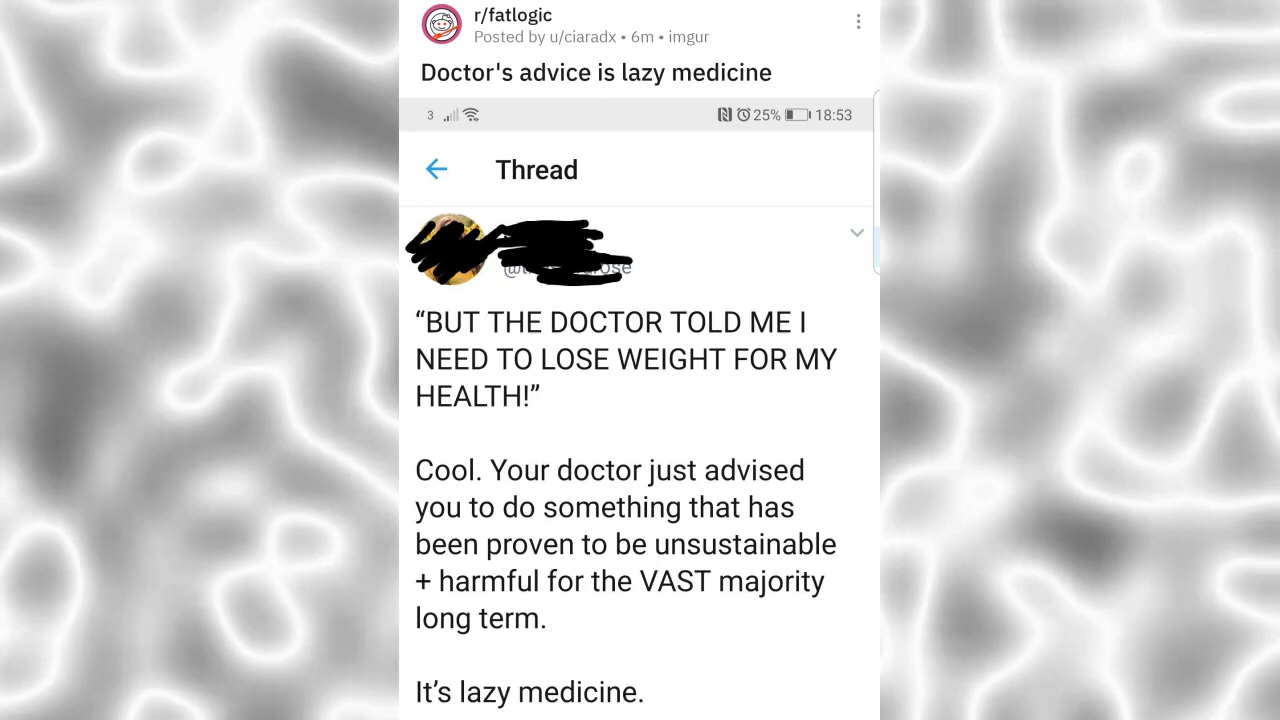 r/fatlogic
Posted by u/ciaradx • 6m • imgur
Doctor's advice is lazy medicine
3 25% 18:53
Thread
“BUT THE DOCTOR TOLD ME I
NEED TO LOSE WEIGHT FOR MY
HEALTH!”
Cool. Your doctor just advised
you to do something that has
been proven to be unsustainable
+ harmful for the VAST majority
long term.
It’s lazy medicine.